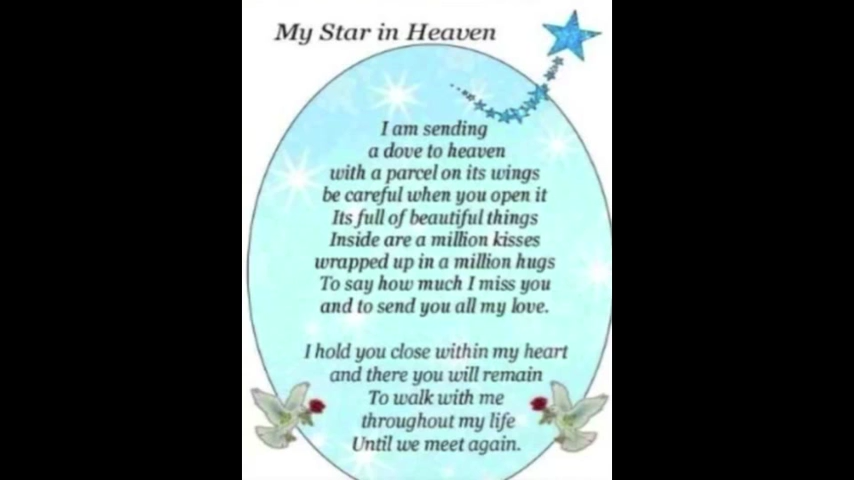 My Star in Heaven
I am sending
a dove to heaven
with a parcel on its wings
be careful when you open it
Its full of beautiful things
Inside are a million kisses
wrapped up in a million hugs
To say how much I miss you
and to send you all my love.
I hold you close within my heart
and there you will remain
To walk with me
throughout my life
Until we meet again.